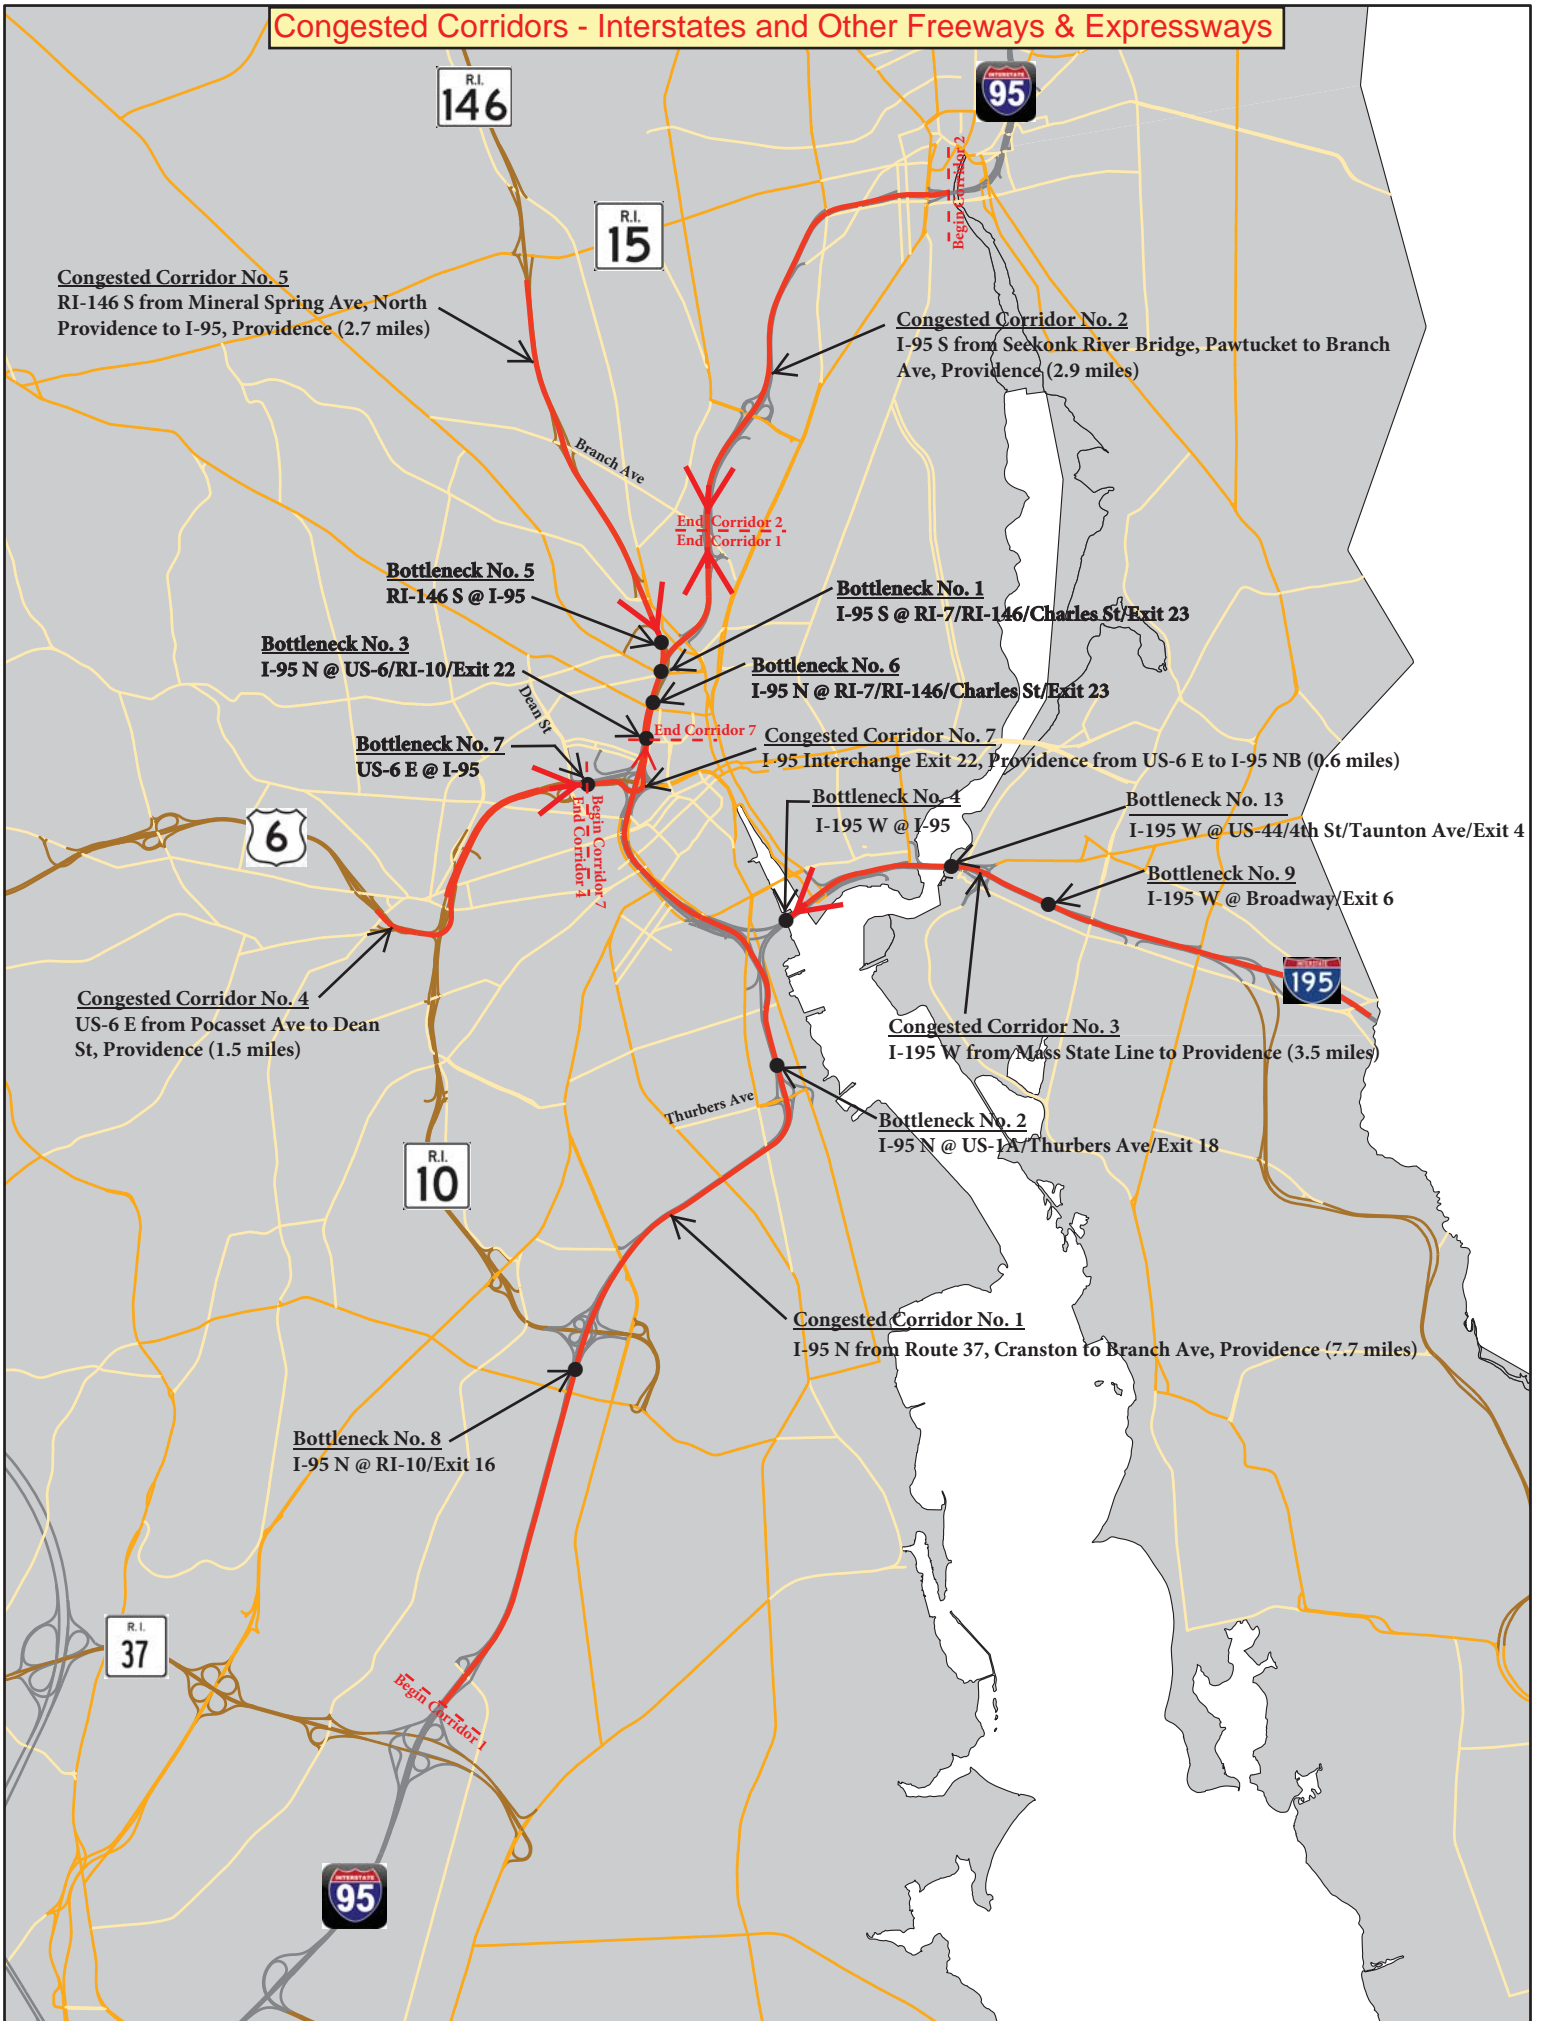 Congested Corridors - Interstates and Other Freeways & Expressways
R.I.
146
INTERSTATE
95
Begin Corridor 2
R.I.
15
Congested Corridor No. 5
RI-146 S from Mineral Spring Ave, North
Providence to I-95, Providence (2.7 miles)
Congested Corridor No. 2
I-95 S from Seekonk River Bridge, Pawtucket to Branch
Ave, Providence (2.9 miles)
Branch Ave
End Corridor 2
End Corridor 1
Bottleneck No. 5
RI-146 S @ I-95
Bottleneck No. 1
I-95 S @ RI-7/RI-146/Charles St/Exit 23
Bottleneck No. 3
I-95 N @ US-6/RI-10/Exit 22
Bottleneck No. 6
I-95 N @ RI-7/RI-146/Charles St/Exit 23
Dean St
End Corridor 7
Bottleneck No. 7
US-6 E @ I-95
Congested Corridor No. 7
I-95 Interchange Exit 22, Providence from US-6 E to I-95 NB (0.6 miles)
Begin Corridor 7
End Corridor 4
Bottleneck No. 4
I-195 W @ I-95
Bottleneck No. 13
I-195 W @ US-44/4th St/Taunton Ave/Exit 4
6
Bottleneck No. 9
I-195 W @ Broadway/Exit 6
INTERSTATE
195
Congested Corridor No. 4
US-6 E from Pocasset Ave to Dean
St, Providence (1.5 miles)
Congested Corridor No. 3
I-195 W from Mass State Line to Providence (3.5 miles)
Thurbers Ave
Bottleneck No. 2
I-95 N @ US-1A/Thurbers Ave/Exit 18
R.I.
10
Congested Corridor No. 1
I-95 N from Route 37, Cranston to Branch Ave, Providence (7.7 miles)
Bottleneck No. 8
I-95 N @ RI-10/Exit 16
R.I.
37
Begin Corridor 1
INTERSTATE
95